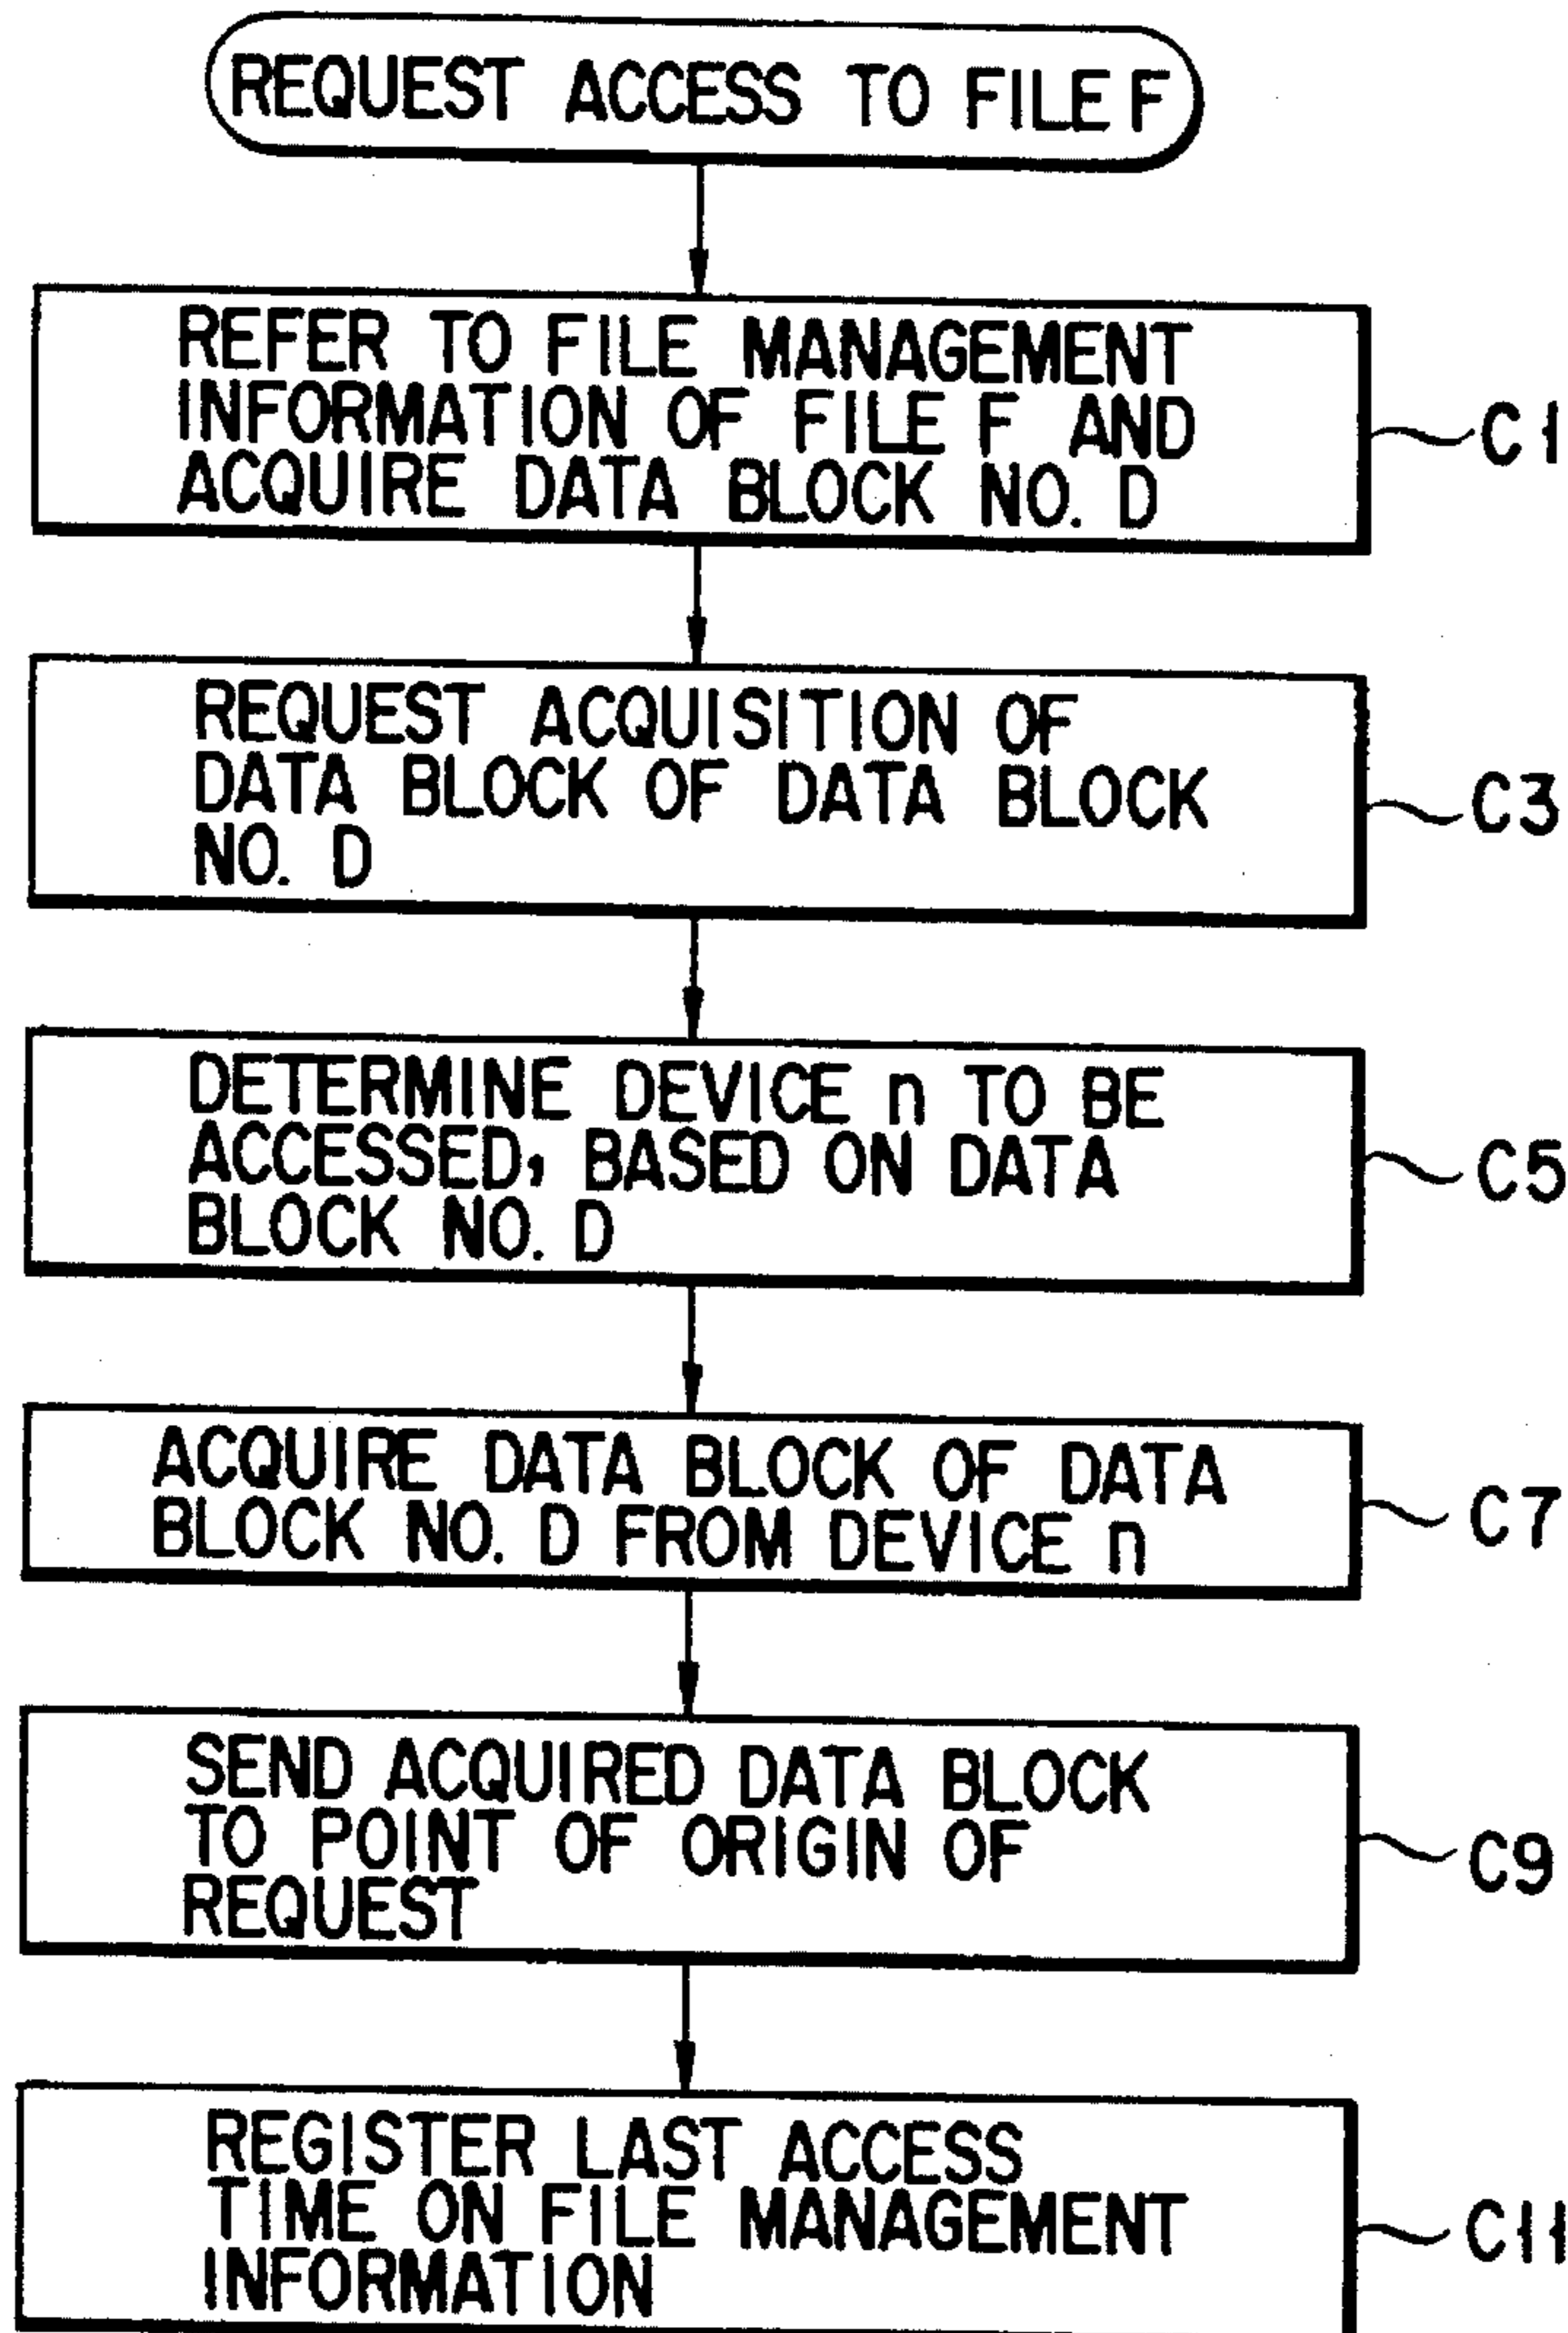 REQUEST ACCESS TO FILE F
REFER TO FILE MANAGEMENT
INFORMATION OF FILE F AND
ACQUIRE DATA BLOCK NO. D
C1
REQUEST ACQUISITION OF
DATA BLOCK OF DATA BLOCK
NO. D
C3
DETERMINE DEVICE n TO BE
ACCESSED, BASED ON DATA
BLOCK NO. D
C5
ACQUIRE DATA BLOCK OF DATA
BLOCK NO. D FROM DEVICE n
C7
SEND ACQUIRED DATA BLOCK
TO POINT OF ORIGIN OF
REQUEST
C9
REGISTER LAST ACCESS
TIME ON FILE MANAGEMENT
INFORMATION
C11